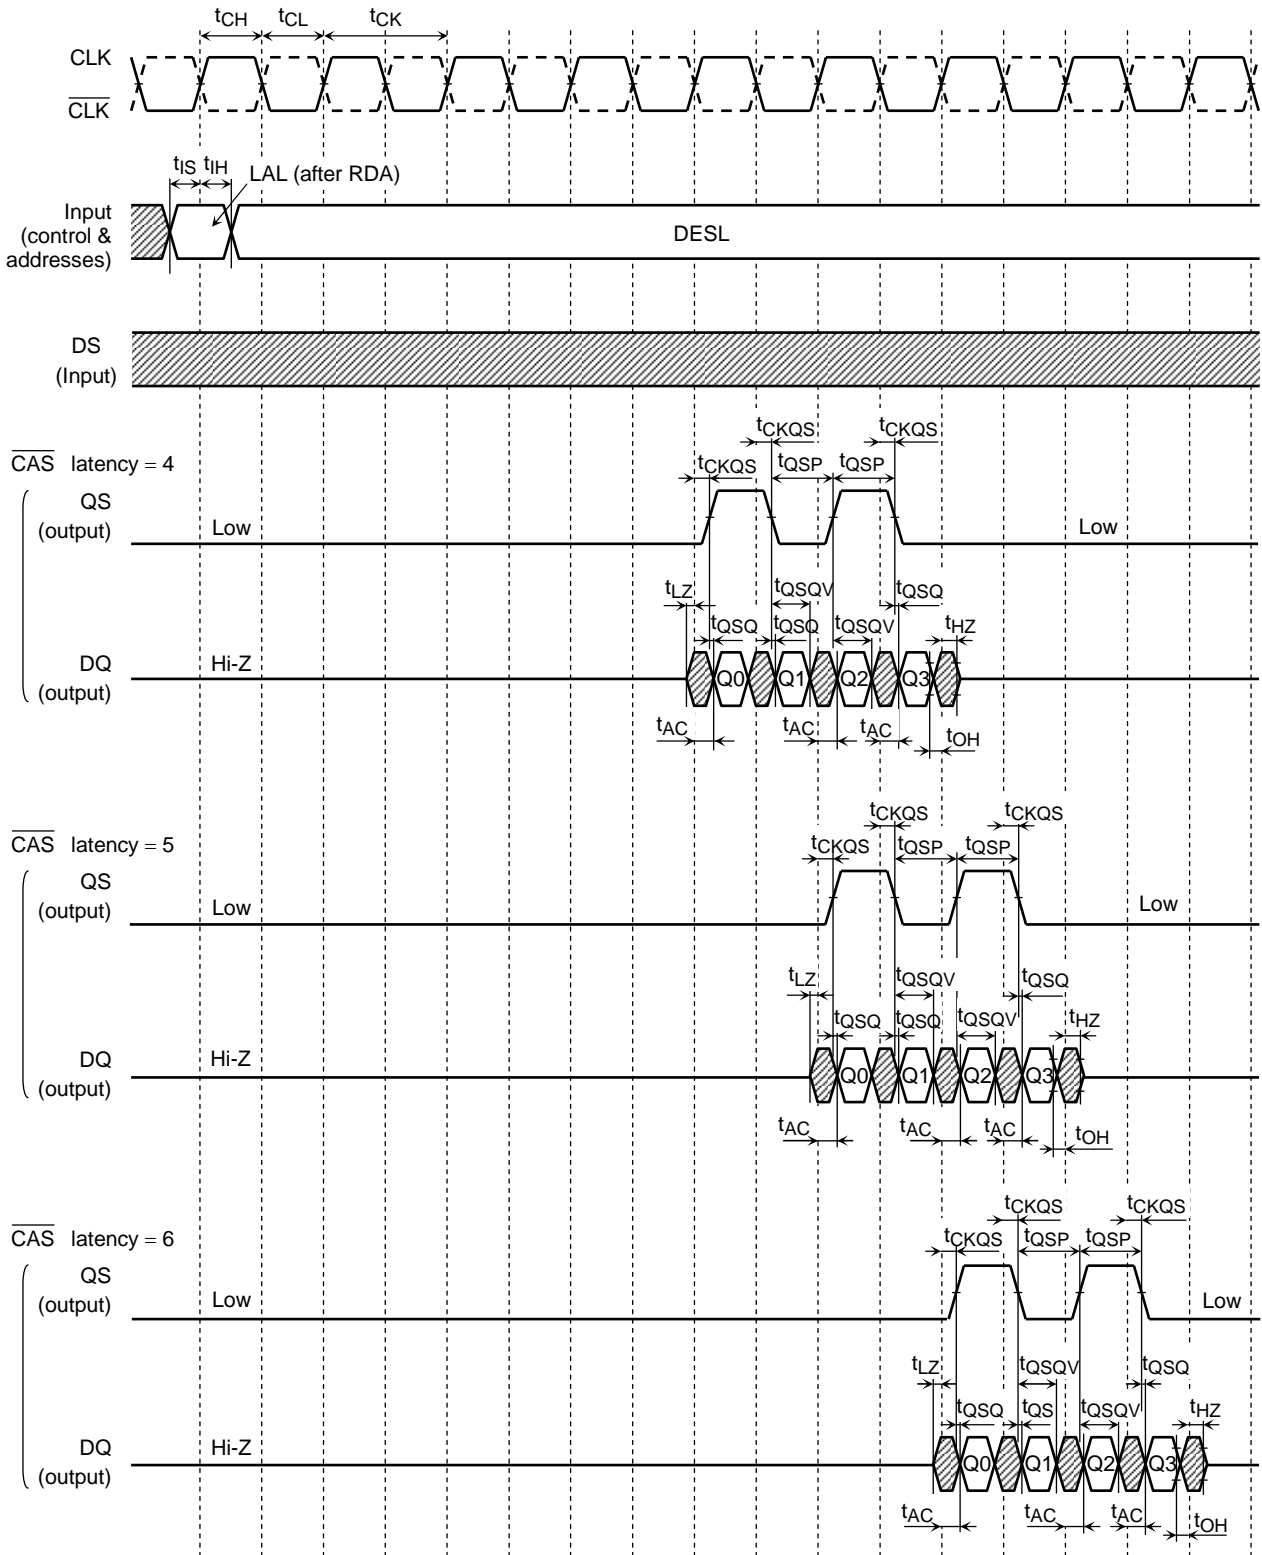 tCH tCL tCK
CLK
CLK
tIS tIH LAL (after RDA)
Input
(control &
addresses)
DESL
DS
(Input)
tCKQS tCKQS
CAS latency = 4
tCKQS tQSP tQSP
QS
(output)
Low
Low
tLZ tQSQV tQSQ
tQSQ tQSQ tQSQV tHZ
DQ
(output)
Hi-Z
Q0 Q1 Q2 Q3
tAC tAC tAC tOH
tCKQS tCKQS
CAS latency = 5
tCKQS tQSP tQSP
QS
(output)
Low
Low
tLZ tQSQV tQSQ
tQSQ tQSQ tQSQV tHZ
DQ
(output)
Hi-Z
Q0 Q1 Q2 Q3
tAC tAC tAC tOH
tCKQS tCKQS
CAS latency = 6
tCKQS tQSP tQSP
QS
(output)
Low
Low
tLZ tQSQV tQSQ
tQSQ tQS tQSQV tHZ
DQ
(output)
Hi-Z
Q0 Q1 Q2 Q3
tAC tAC tAC tOH